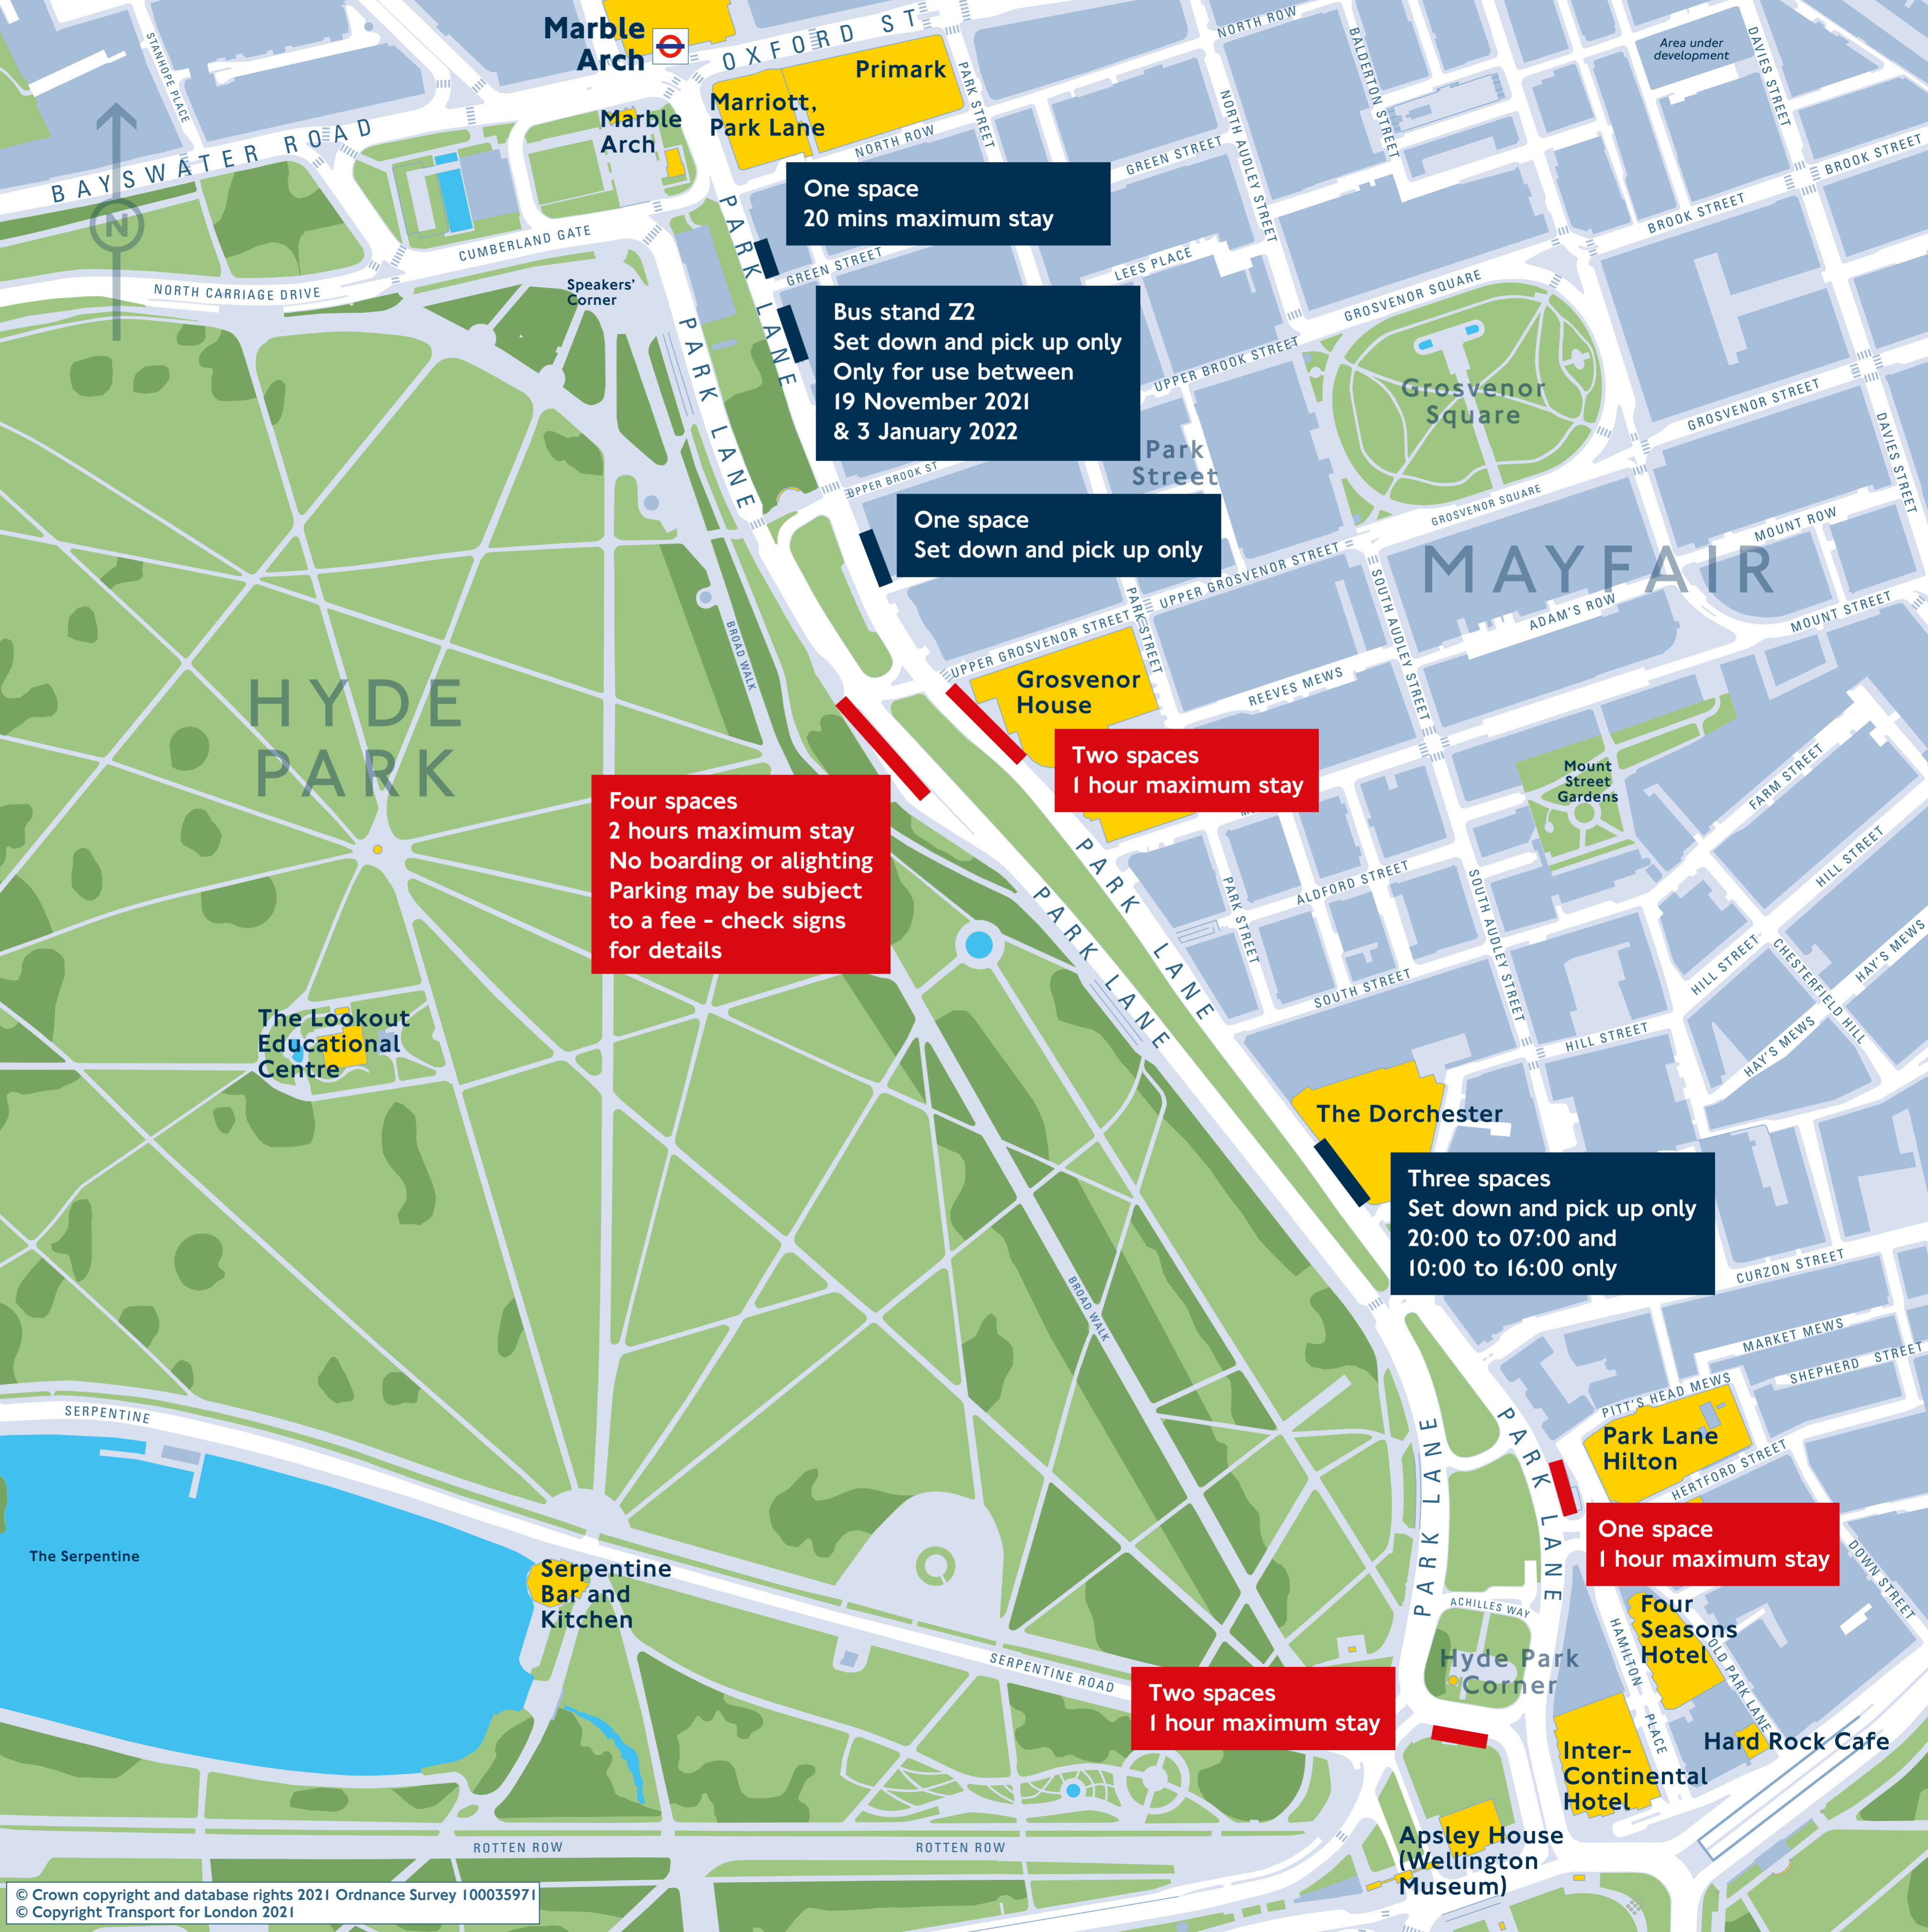 Marble
Arch
OXFORD ST
Primark
Marriott,
Park Lane
Marble
Arch
STANHOPE PLACE
BAYSWATER ROAD
N
CUMBERLAND GATE
NORTH CARRIAGE DRIVE
Speakers'
Corner
NORTH ROW
PARK STREET
NORTH ROW
BALDERTON STREET
Area under
development
DAVIES STREET
NORTH AUDLEY STREET
GREEN STREET
BROOK STREET
BROOK STREET
One space
20 mins maximum stay
PARK LANE
GREEN STREET
LEES PLACE
GROSVENOR SQUARE
Bus stand Z2
Set down and pick up only
Only for use between
19 November 2021
& 3 January 2022
PARK LANE
UPPER BROOK STREET
Grosvenor
Square
GROSVENOR STREET
DAVIES STREET
Park
Street
UPPER BROOK ST
GROSVENOR SQUARE
MOUNT ROW
One space
Set down and pick up only
MAYFAIR
UPPER GROSVENOR STREET
SOUTH AUDLEY STREET
ADAM'S ROW
MOUNT STREET
BROAD WALK
UPPER GROSVENOR STREET
PARK STREET
HYDE
PARK
Grosvenor
House
REEVES MEWS
Two spaces
1 hour maximum stay
Mount
Street
Gardens
FARM STREET
Four spaces
2 hours maximum stay
No boarding or alighting
Parking may be subject
to a fee - check signs
for details
PARK LANE
PARK LANE
PARK STREET
ALDFORD STREET
SOUTH AUDLEY STREET
HILL STREET
HILL STREET
CHESTERFIELD HILL
HAY'S MEWS
SOUTH STREET
HILL STREET
HAY'S MEWS
The Lookout
Educational
Centre
The Dorchester
Three spaces
Set down and pick up only
20:00 to 07:00 and
10:00 to 16:00 only
CURZON STREET
BROAD WALK
MARKET MEWS
SHEPHERD STREET
PITT'S HEAD MEWS
SERPENTINE
PARK LANE
PARK LANE
Park Lane
Hilton
HERTFORD STREET
One space
1 hour maximum stay
DOWN STREET
The Serpentine
Serpentine
Bar and
Kitchen
ACHILLES WAY
Four
Seasons
Hotel
HAMILTON PLACE
OLD PARK LANE
Hyde Park
Corner
SERPENTINE ROAD
Two spaces
1 hour maximum stay
Inter-
Continental
Hotel
Hard Rock Cafe
Apsley House
(Wellington
Museum)
ROTTEN ROW
ROTTEN ROW
© Crown copyright and database rights 2021 Ordnance Survey 100035971
© Copyright Transport for London 2021